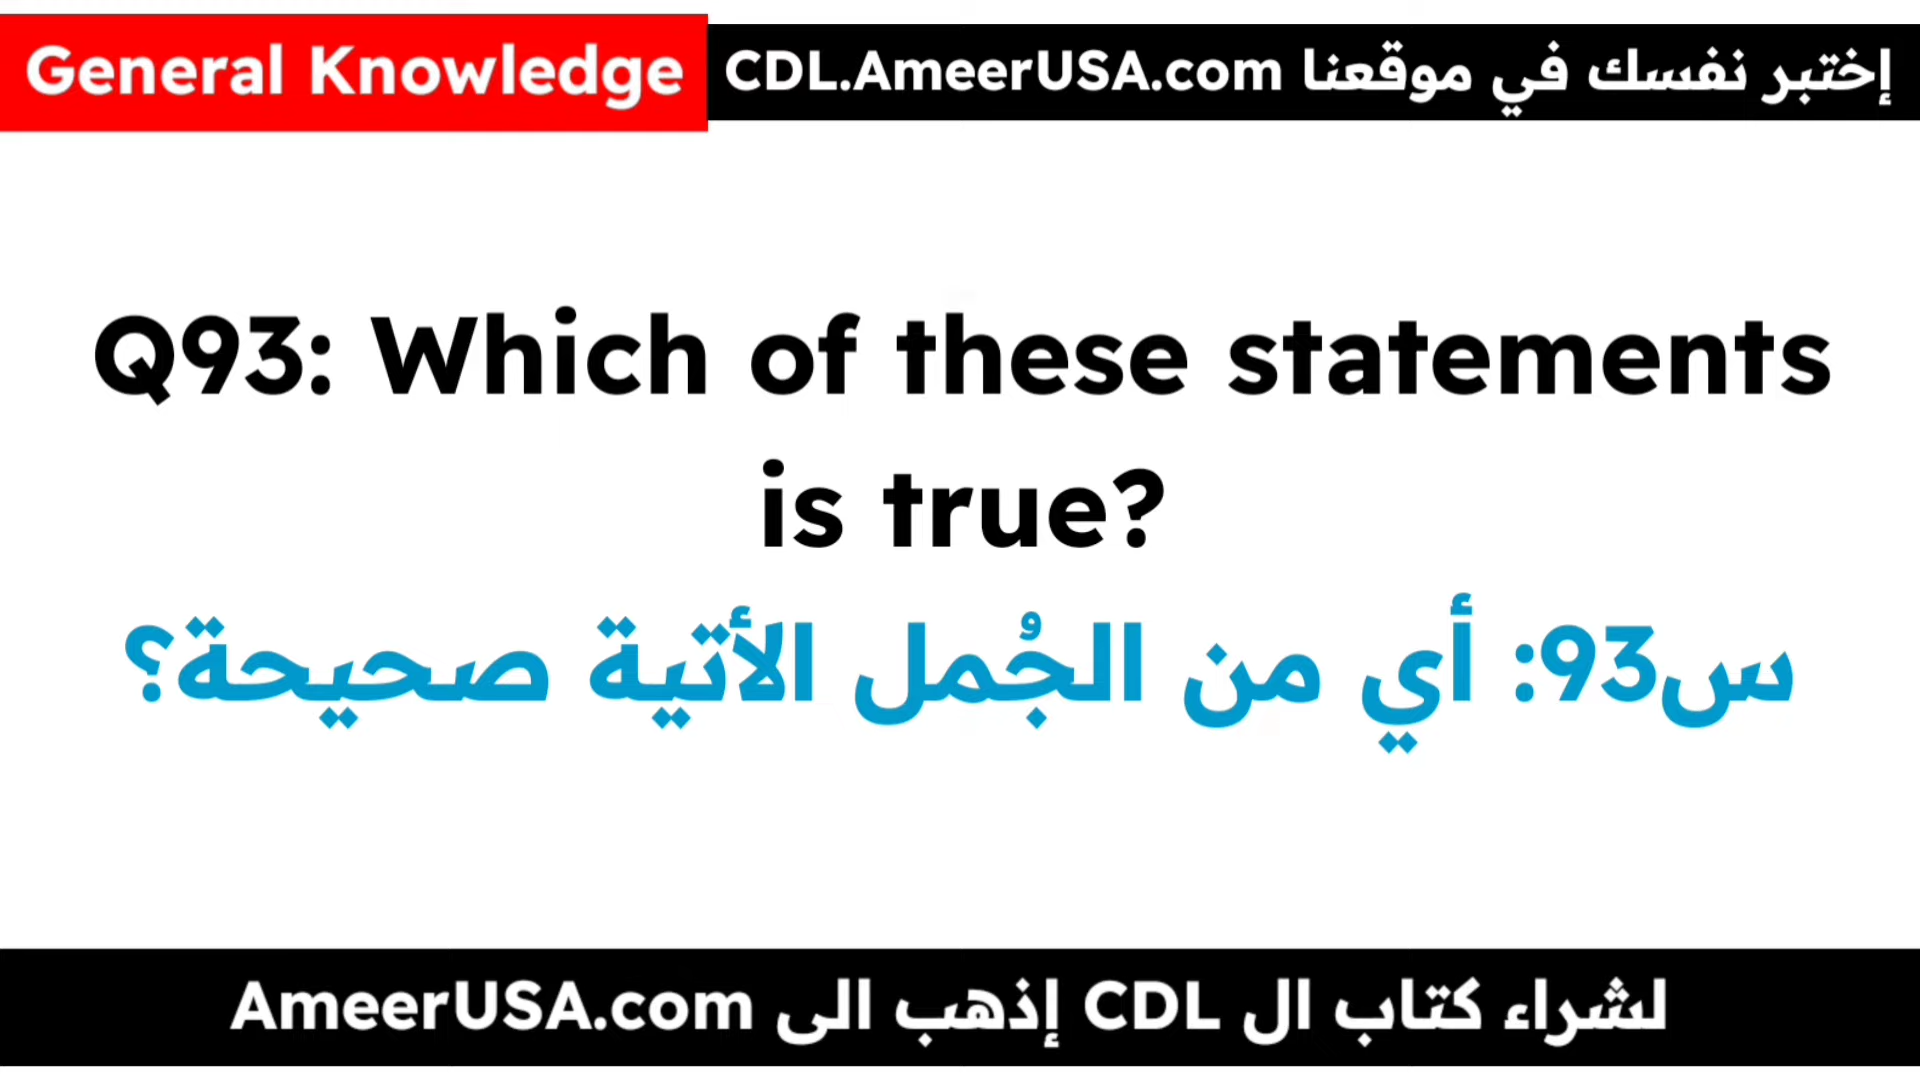 General Knowledge
إختبر نفسك في موقعنا CDL.AmeerUSA.com
Q93: Which of these statements
is true?
س93: أي من الجُمل الأتية صحيحة؟
لشراء كتاب ال CDL إذهب الى AmeerUSA.com